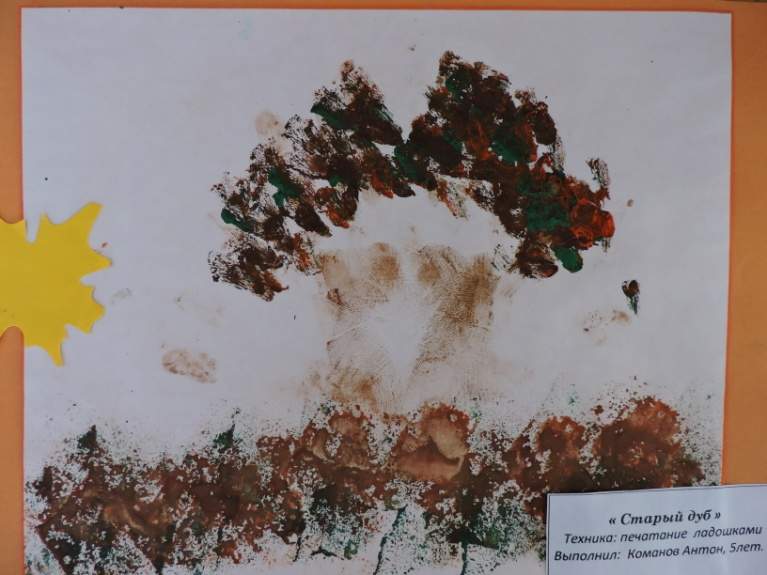 « Старый дуб »
Техника: печатание ладошками
Выполнил: Команов Антон, 5лет.